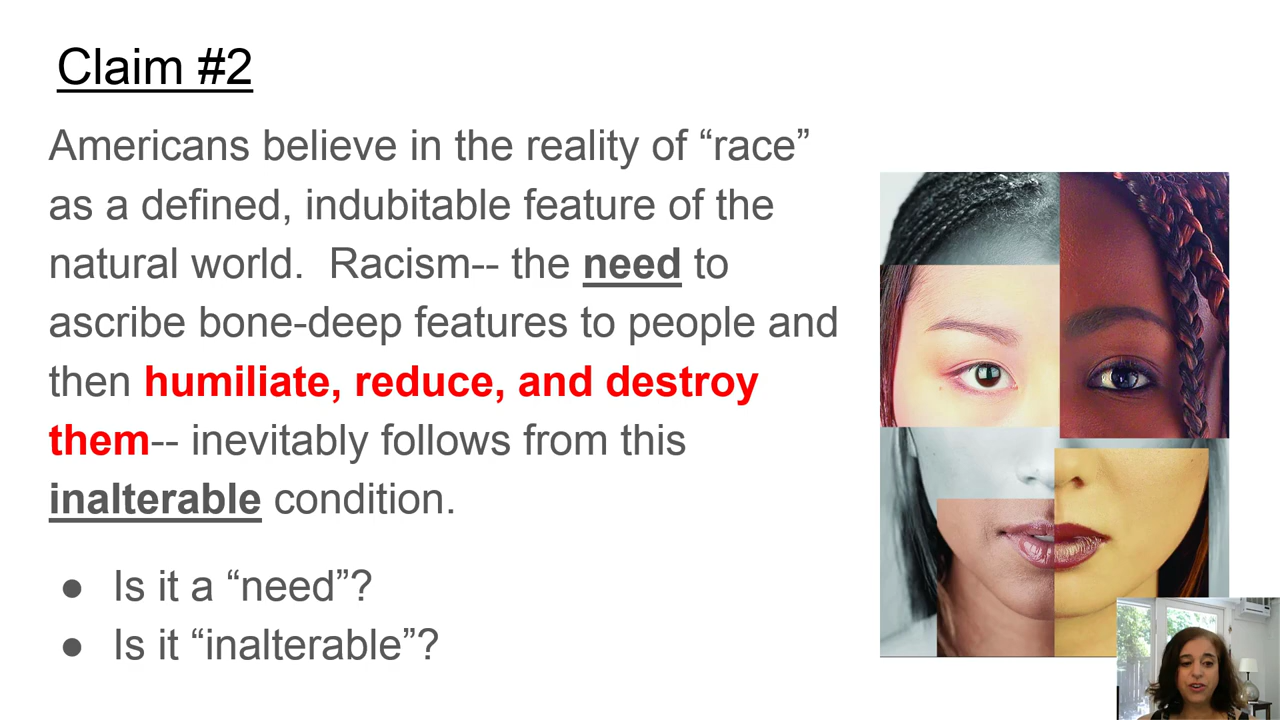 Claim #2
Americans believe in the reality of “race”
as a defined, indubitable feature of the
natural world.  Racism-- the need to
ascribe bone-deep features to people and
then humiliate, reduce, and destroy
them-- inevitably follows from this
inalterable condition.
● Is it a “need”?
● Is it “inalterable”?